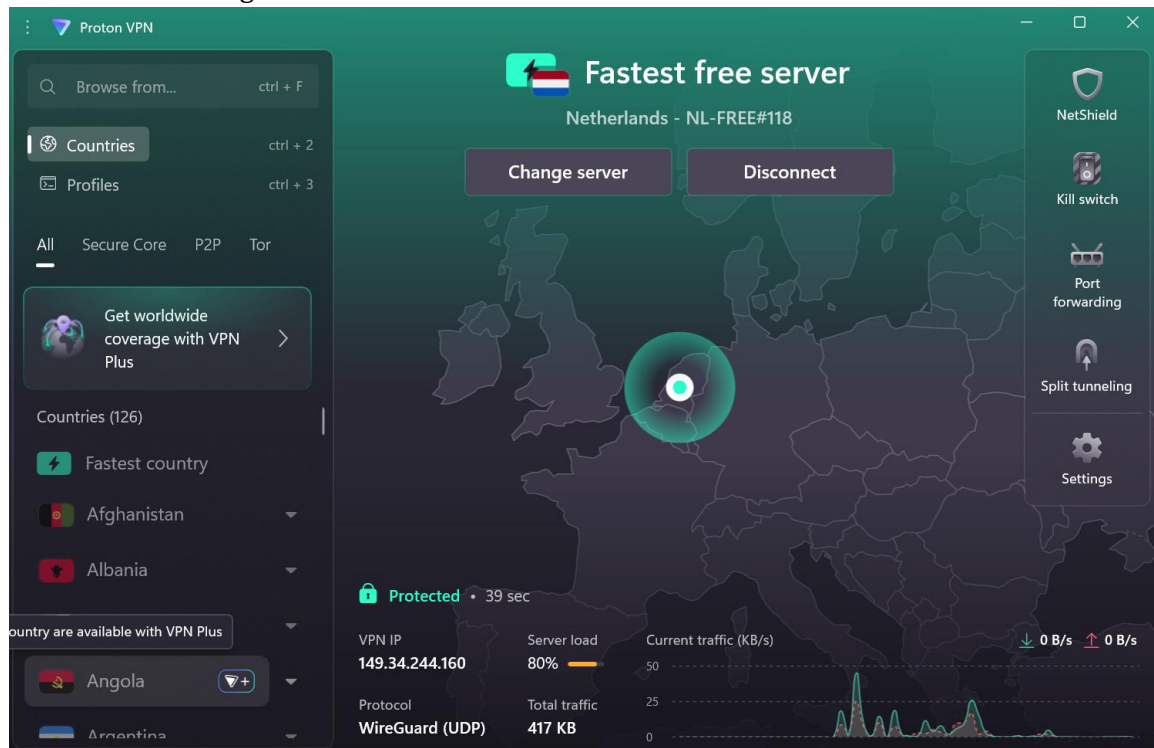 Proton VPN
Browse from...
ctrl + F
Countries
ctrl + 2
Profiles
ctrl + 3
All
Secure Core
P2P
Tor
Get worldwide
coverage with VPN
Plus
Countries (126)
Fastest country
Afghanistan
Albania
ountry are available with VPN Plus
Angola
Argentina
Fastest free server
Netherlands - NL-FREE#118
Change server
Disconnect
Protected • 39 sec
VPN IP
149.34.244.160
Server load
80%
Protocol
WireGuard (UDP)
Total traffic
417 KB
Current traffic (KB/s)
0 B/s
0 B/s
50
25
0
NetShield
Kill switch
Port
forwarding
Split tunneling
Settings